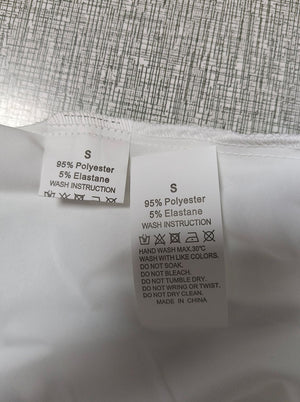 S
95% Polyester
5% Elastane
WASH INSTRUCTION
S
95% Polyester
5% Elastane
WASH INSTRUCTION
HAND WASH MAX.30°C
WASH WITH LIKE COLORS.
DO NOT SOAK.
DO NOT BLEACH.
DO NOT TUMBLE DRY.
DO NOT WRING OR TWIST.
DO NOT DRY CLEAN.
MADE IN CHINA